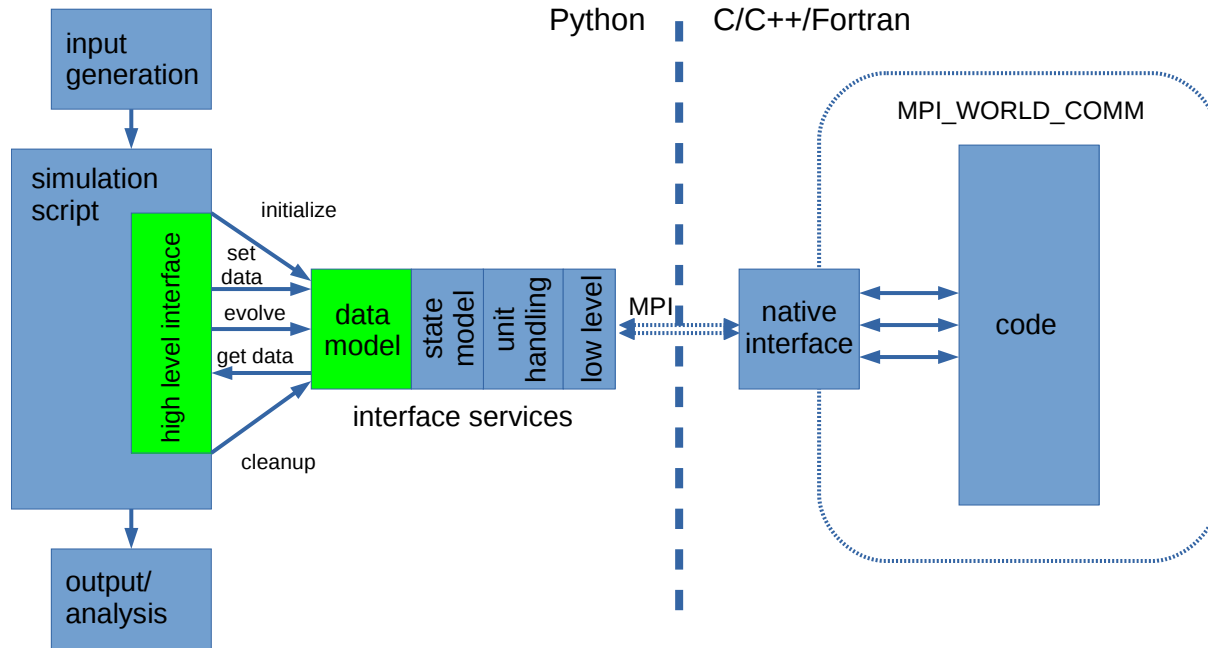 Python
C/C++/Fortran
input
generation
MPI_WORLD_COMM
simulation
script
high level interface
initialize
set
data
evolve
get data
cleanup
data
model
state
model
unit
handling
low level
interface services
MPI
native
interface
code
output/
analysis